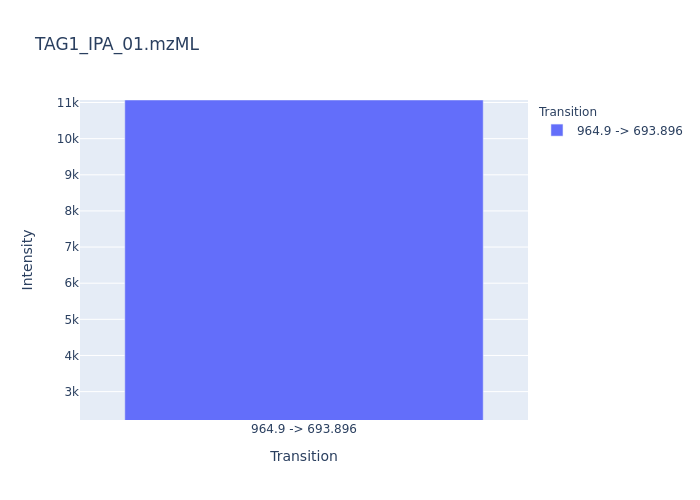 TAG1_IPA_01.mzML
Transition
964.9 -> 693.896
Intensity
11k
10k
9k
8k
7k
6k
5k
4k
3k
964.9 -> 693.896
Transition